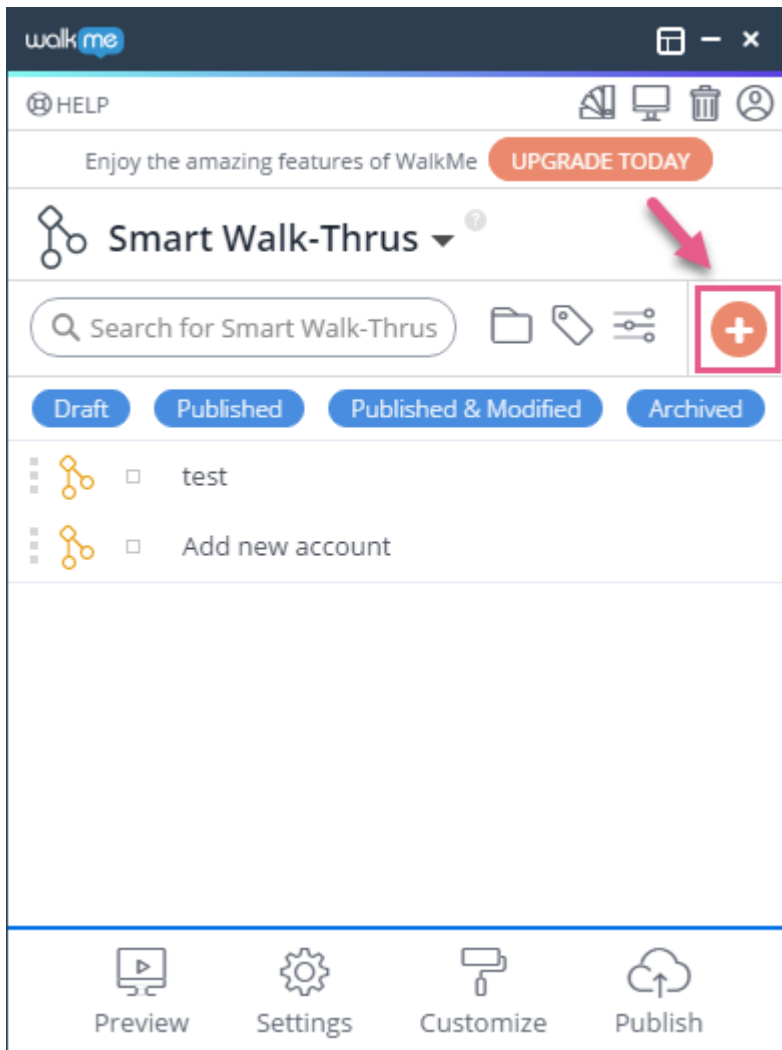 walkme
HELP
Enjoy the amazing features of WalkMe UPGRADE TODAY
Smart Walk-Thrus ?
Search for Smart Walk-Thrus
Draft Published Published & Modified Archived
test
Add new account
Preview Settings Customize Publish